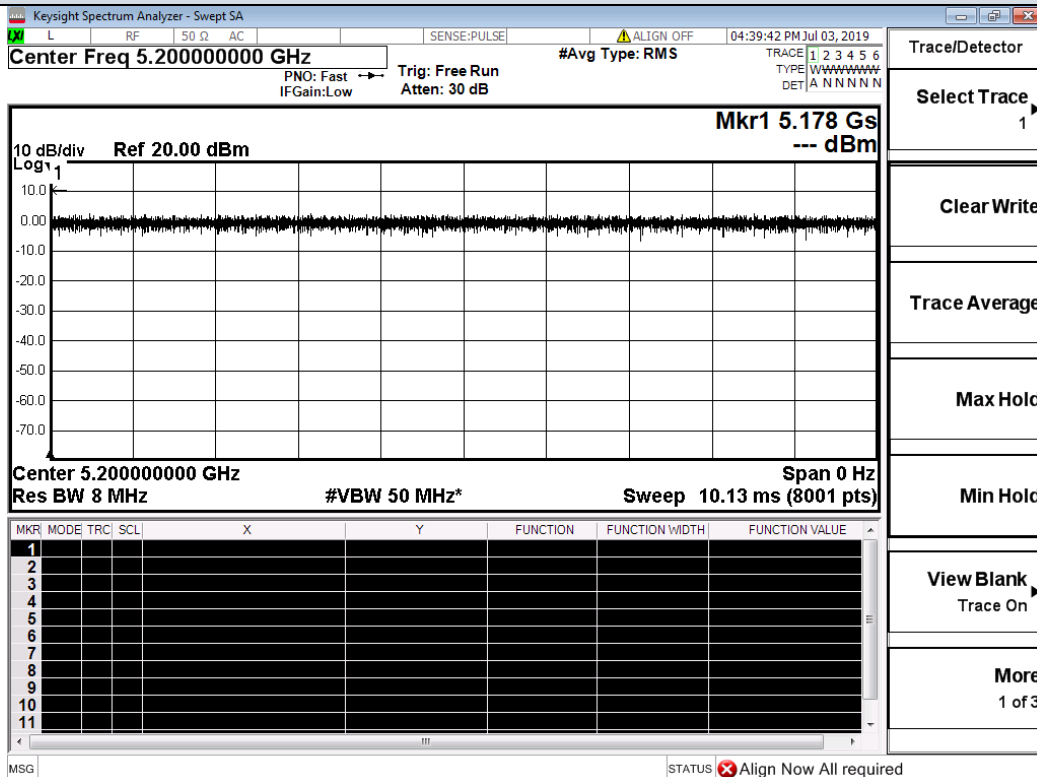 Keysight Spectrum Analyzer - Swept SA
LXI L RF 50 Ω AC SENSE:PULSE ALIGN OFF 04:39:42 PM Jul 03, 2019
Center Freq 5.200000000 GHz
PNO: Fast
IFGain:Low
Trig: Free Run
Atten: 30 dB
#Avg Type: RMS
TRACE 1 2 3 4 5 6
TYPE WWWWWW
DET A N N N N N
Mkr1 5.178 Gs
--- dBm
10 dB/div Ref 20.00 dBm
Log
1
10.0
0.00
-10.0
-20.0
-30.0
-40.0
-50.0
-60.0
-70.0
Center 5.200000000 GHz Span 0 Hz
Res BW 8 MHz #VBW 50 MHz* Sweep 10.13 ms (8001 pts)
MKR MODE TRC SCL X Y FUNCTION FUNCTION WIDTH FUNCTION VALUE
1
2
3
4
5
6
7
8
9
10
11
MSG STATUS Align Now All required
Trace/Detector
Select Trace
1
Clear Write
Trace Average
Max Hold
Min Hold
View Blank
Trace On
More
1 of 3